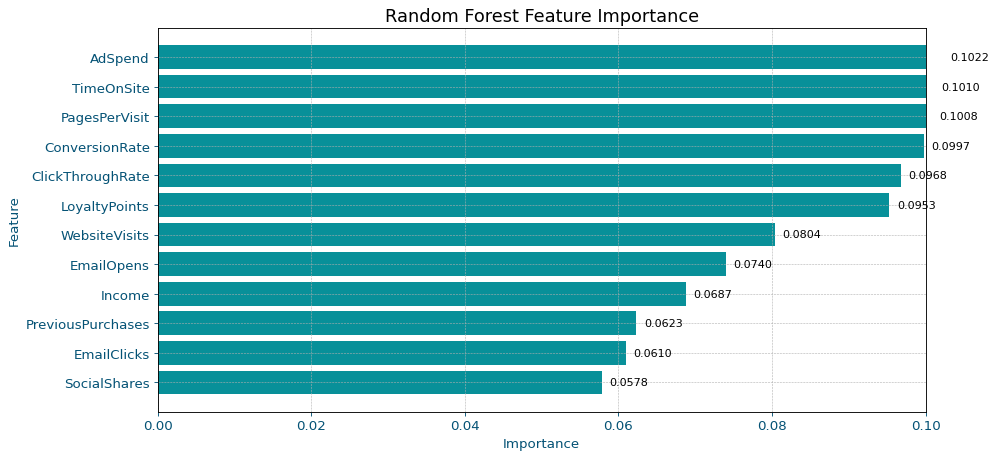 Random Forest Feature Importance
Feature
AdSpend 0.1022
TimeOnSite 0.1010
PagesPerVisit 0.1008
ConversionRate 0.0997
ClickThroughRate 0.0968
LoyaltyPoints 0.0953
WebsiteVisits 0.0804
EmailOpens 0.0740
Income 0.0687
PreviousPurchases 0.0623
EmailClicks 0.0610
SocialShares 0.0578
0.00 0.02 0.04 0.06 0.08 0.10
Importance